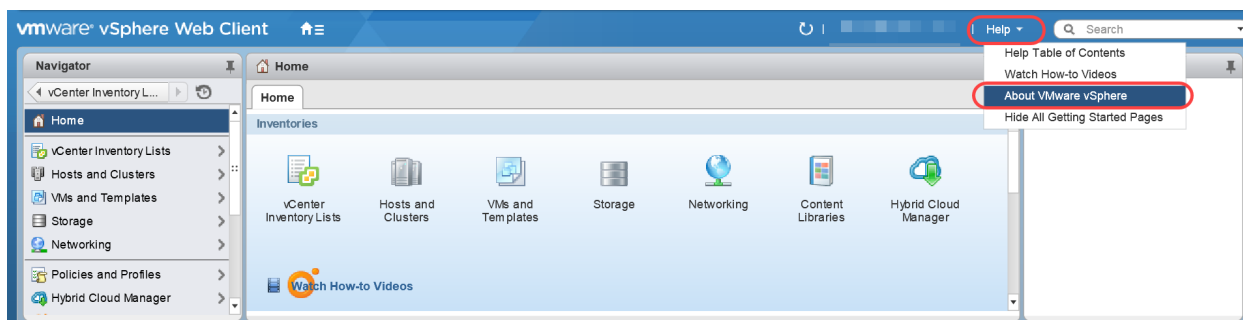 vmware® vSphere Web Client
Help
Search
Navigator
vCenter Inventory L...
Home
vCenter Inventory Lists
Hosts and Clusters
VMs and Templates
Storage
Networking
Policies and Profiles
Hybrid Cloud Manager
Home
Home
Inventories
vCenter
Inventory Lists
Hosts and
Clusters
VMs and
Templates
Storage
Networking
Content
Libraries
Hybrid Cloud
Manager
Watch How-to Videos
Help Table of Contents
Watch How-to Videos
About VMware vSphere
Hide All Getting Started Pages